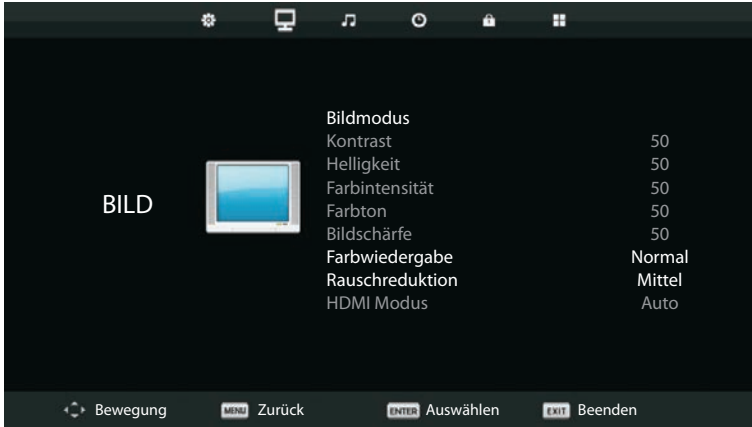 BILD
Bildmodus
Kontrast 50
Helligkeit 50
Farbintensität 50
Farbton 50
Bildschärfe 50
Farbwiedergabe Normal
Rauschreduktion Mittel
HDMI Modus Auto
Bewegung MENU Zurück ENTER Auswählen EXIT Beenden